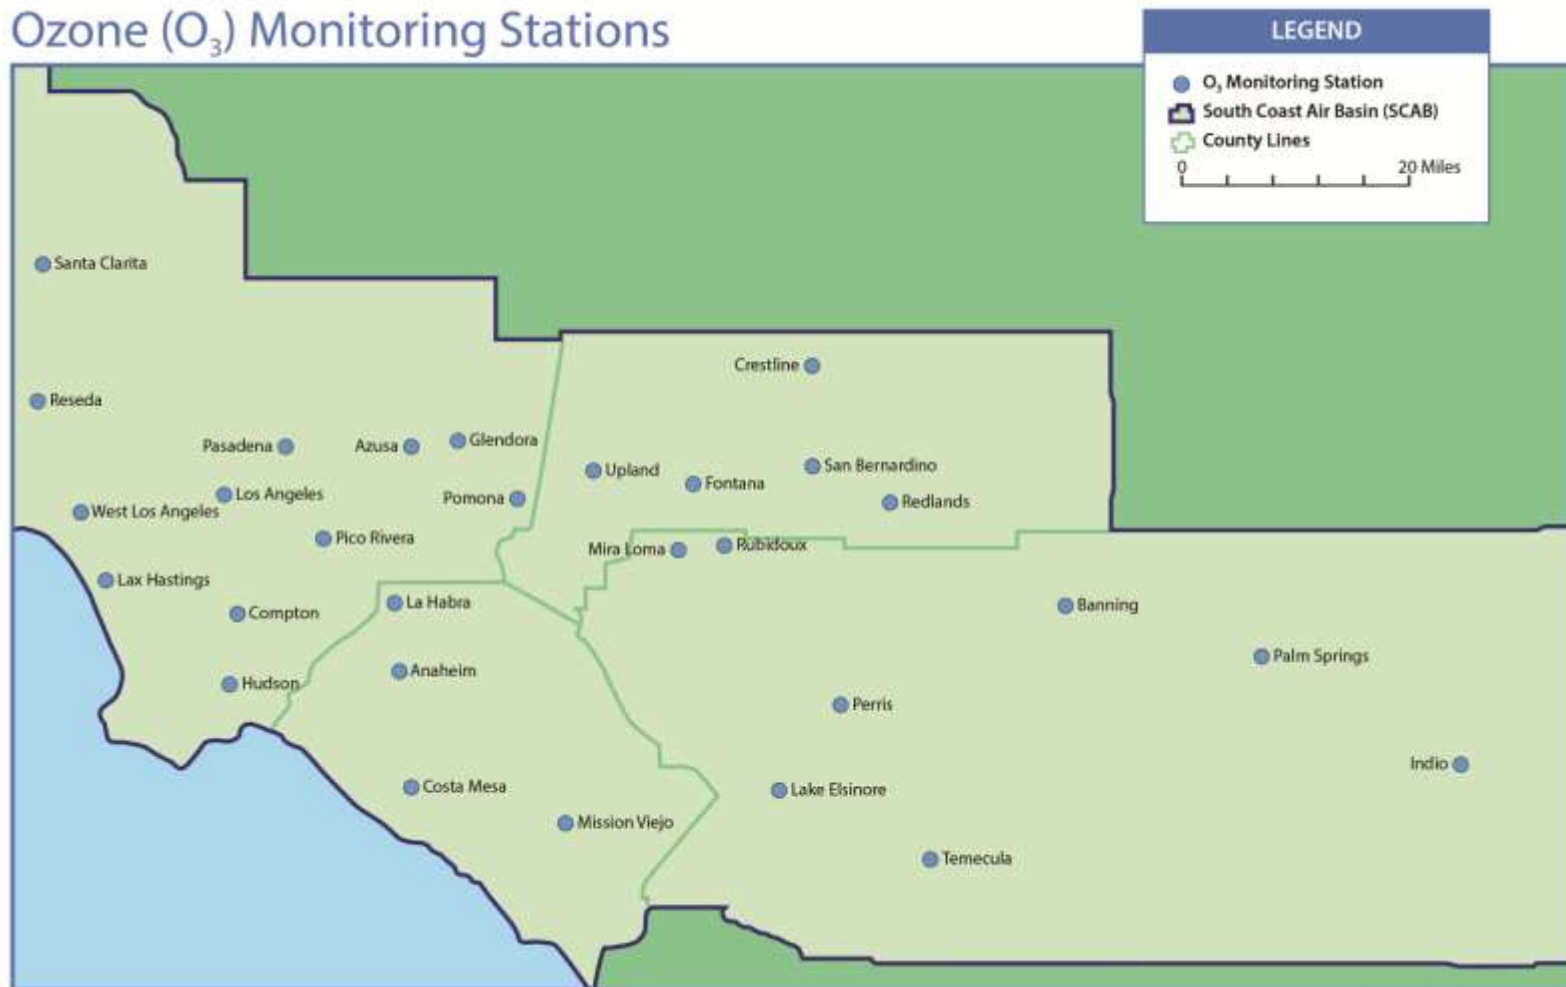 Ozone (O₃) Monitoring Stations
LEGEND
O₃ Monitoring Station
South Coast Air Basin (SCAB)
County Lines
0 20 Miles
Santa Clarita
Crestline
Reseda
Pasadena
Azusa
Glendora
Upland
San Bernardino
Fontana
Los Angeles
Pomona
Redlands
West Los Angeles
Pico Rivera
Mira Loma
Rubidoux
Lax Hastings
La Habra
Banning
Compton
Palm Springs
Anaheim
Hudson
Perris
Indio
Costa Mesa
Lake Elsinore
Mission Viejo
Temecula